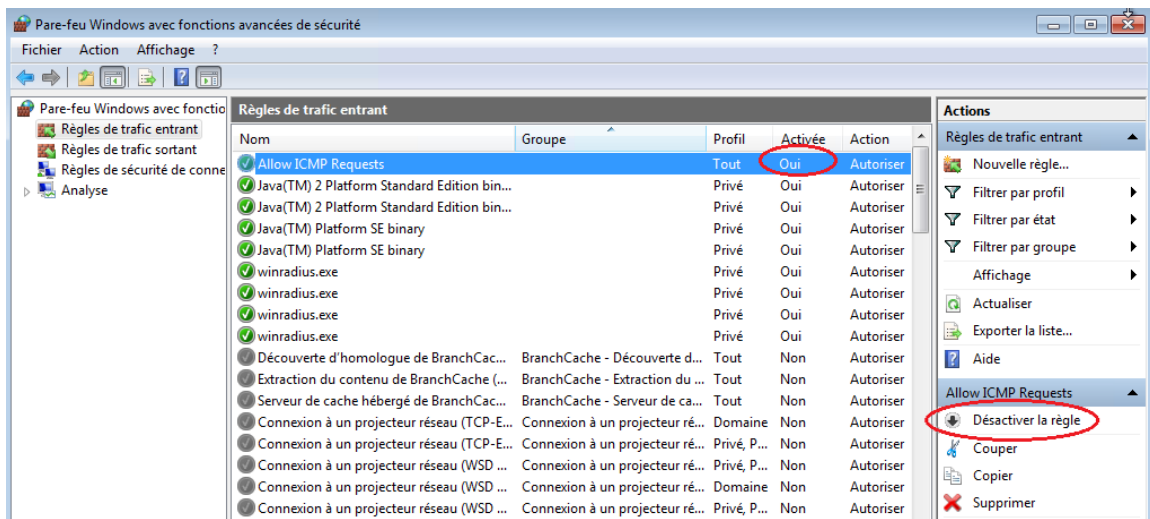 Pare-feu Windows avec fonctions avancées de sécurité
Fichier Action Affichage ?
Pare-feu Windows avec fonctio
Règles de trafic entrant
Règles de trafic sortant
Règles de sécurité de conne
Analyse
Règles de trafic entrant
Nom Groupe Profil Activée Action
Allow ICMP Requests Tout Oui Autoriser
Java(TM) 2 Platform Standard Edition bin... Privé Oui Autoriser
Java(TM) 2 Platform Standard Edition bin... Privé Oui Autoriser
Java(TM) Platform SE binary Privé Oui Autoriser
Java(TM) Platform SE binary Privé Oui Autoriser
winradius.exe Privé Oui Autoriser
winradius.exe Privé Oui Autoriser
winradius.exe Privé Oui Autoriser
winradius.exe Privé Oui Autoriser
Découverte d'homologue de BranchCac... BranchCache - Découverte d... Tout Non Autoriser
Extraction du contenu de BranchCache (... BranchCache - Extraction du ... Tout Non Autoriser
Serveur de cache hébergé de BranchCac... BranchCache - Serveur de ca... Tout Non Autoriser
Connexion à un projecteur réseau (TCP-E... Connexion à un projecteur ré... Domaine Non Autoriser
Connexion à un projecteur réseau (TCP-E... Connexion à un projecteur ré... Privé, P... Non Autoriser
Connexion à un projecteur réseau (WSD ... Connexion à un projecteur ré... Privé, P... Non Autoriser
Connexion à un projecteur réseau (WSD ... Connexion à un projecteur ré... Domaine Non Autoriser
Connexion à un projecteur réseau (WSD ... Connexion à un projecteur ré... Privé, P... Non Autoriser
Actions
Règles de trafic entrant
Nouvelle règle...
Filtrer par profil
Filtrer par état
Filtrer par groupe
Affichage
Actualiser
Exporter la liste...
Aide
Allow ICMP Requests
Désactiver la règle
Couper
Copier
Supprimer